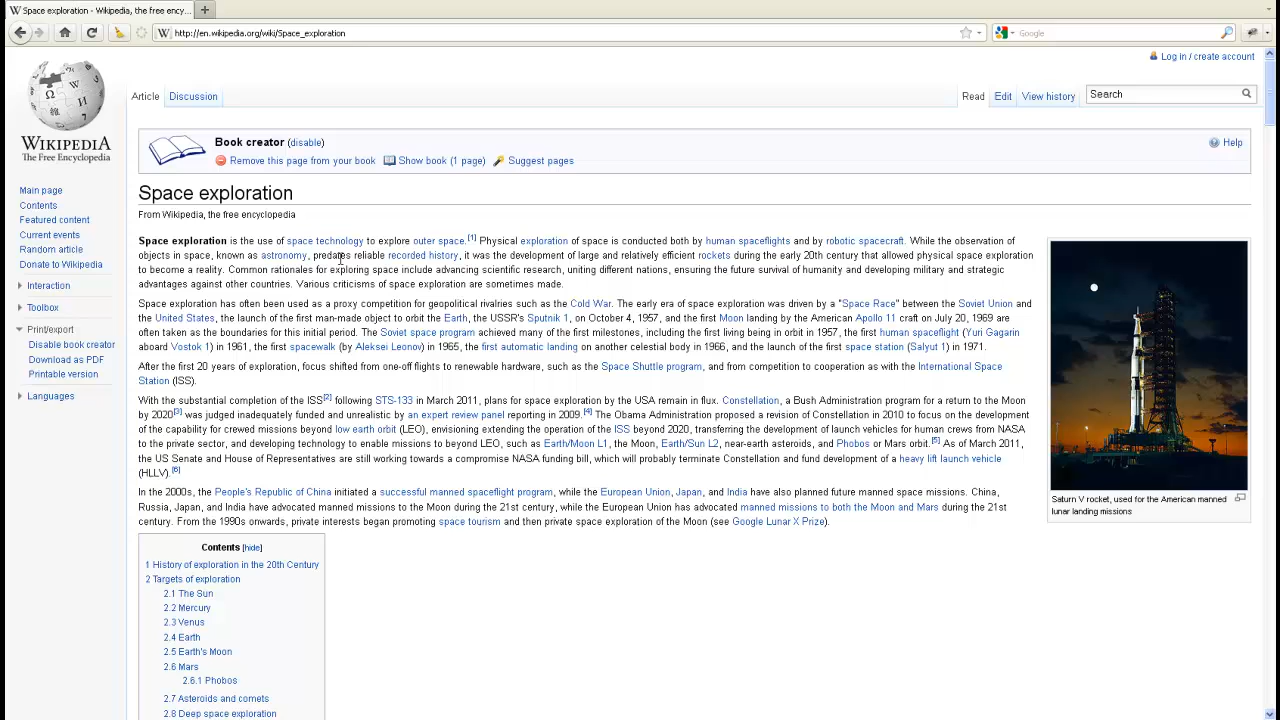 Space exploration - Wikipedia, the free ency...
http://en.wikipedia.org/wiki/Space_exploration
Google
Log in / create account
Article
Discussion
Read
Edit
View history
Search
WIKIPEDIA
The Free Encyclopedia
Book creator (disable)
Remove this page from your book
Show book (1 page)
Suggest pages
Help
Main page
Contents
Featured content
Current events
Random article
Donate to Wikipedia
Interaction
Toolbox
Print/export
Disable book creator
Download as PDF
Printable version
Languages
Space exploration
From Wikipedia, the free encyclopedia
Space exploration is the use of space technology to explore outer space.[1] Physical exploration of space is conducted both by human spaceflights and by robotic spacecraft. While the observation of
objects in space, known as astronomy, predates reliable recorded history, it was the development of large and relatively efficient rockets during the early 20th century that allowed physical space exploration
to become a reality. Common rationales for exploring space include advancing scientific research, uniting different nations, ensuring the future survival of humanity and developing military and strategic
advantages against other countries. Various criticisms of space exploration are sometimes made.
Space exploration has often been used as a proxy competition for geopolitical rivalries such as the Cold War. The early era of space exploration was driven by a "Space Race" between the Soviet Union and
the United States, the launch of the first man-made object to orbit the Earth, the USSR's Sputnik 1, on October 4, 1957, and the first Moon landing by the American Apollo 11 craft on July 20, 1969 are
often taken as the boundaries for this initial period. The Soviet space program achieved many of the first milestones, including the first living being in orbit in 1957, the first human spaceflight (Yuri Gagarin
aboard Vostok 1) in 1961, the first spacewalk (by Aleksei Leonov) in 1965, the first automatic landing on another celestial body in 1966, and the launch of the first space station (Salyut 1) in 1971.
After the first 20 years of exploration, focus shifted from one-off flights to renewable hardware, such as the Space Shuttle program, and from competition to cooperation as with the International Space
Station (ISS).
With the substantial completion of the ISS[2] following STS-133 in March 2011, plans for space exploration by the USA remain in flux. Constellation, a Bush Administration program for a return to the Moon
by 2020[3] was judged inadequately funded and unrealistic by an expert review panel reporting in 2009.[4] The Obama Administration proposed a revision of Constellation in 2010 to focus on the development
of the capability for crewed missions beyond low earth orbit (LEO), envisioning extending the operation of the ISS beyond 2020, transferring the development of launch vehicles for human crews from NASA
to the private sector, and developing technology to enable missions to beyond LEO, such as Earth/Moon L1, the Moon, Earth/Sun L2, near-earth asteroids, and Phobos or Mars orbit.[5] As of March 2011,
the US Senate and House of Representatives are still working towards a compromise NASA funding bill, which will probably terminate Constellation and fund development of a heavy lift launch vehicle
(HLLV).[6]
In the 2000s, the People's Republic of China initiated a successful manned spaceflight program, while the European Union, Japan, and India have also planned future manned space missions. China,
Russia, Japan, and India have advocated manned missions to the Moon during the 21st century, while the European Union has advocated manned missions to both the Moon and Mars during the 21st
century. From the 1990s onwards, private interests began promoting space tourism and then private space exploration of the Moon (see Google Lunar X Prize).
Saturn V rocket, used for the American manned
lunar landing missions
Contents [hide]
1 History of exploration in the 20th Century
2 Targets of exploration
2.1 The Sun
2.2 Mercury
2.3 Venus
2.4 Earth
2.5 Earth's Moon
2.6 Mars
2.6.1 Phobos
2.7 Asteroids and comets
2.8 Deep space exploration